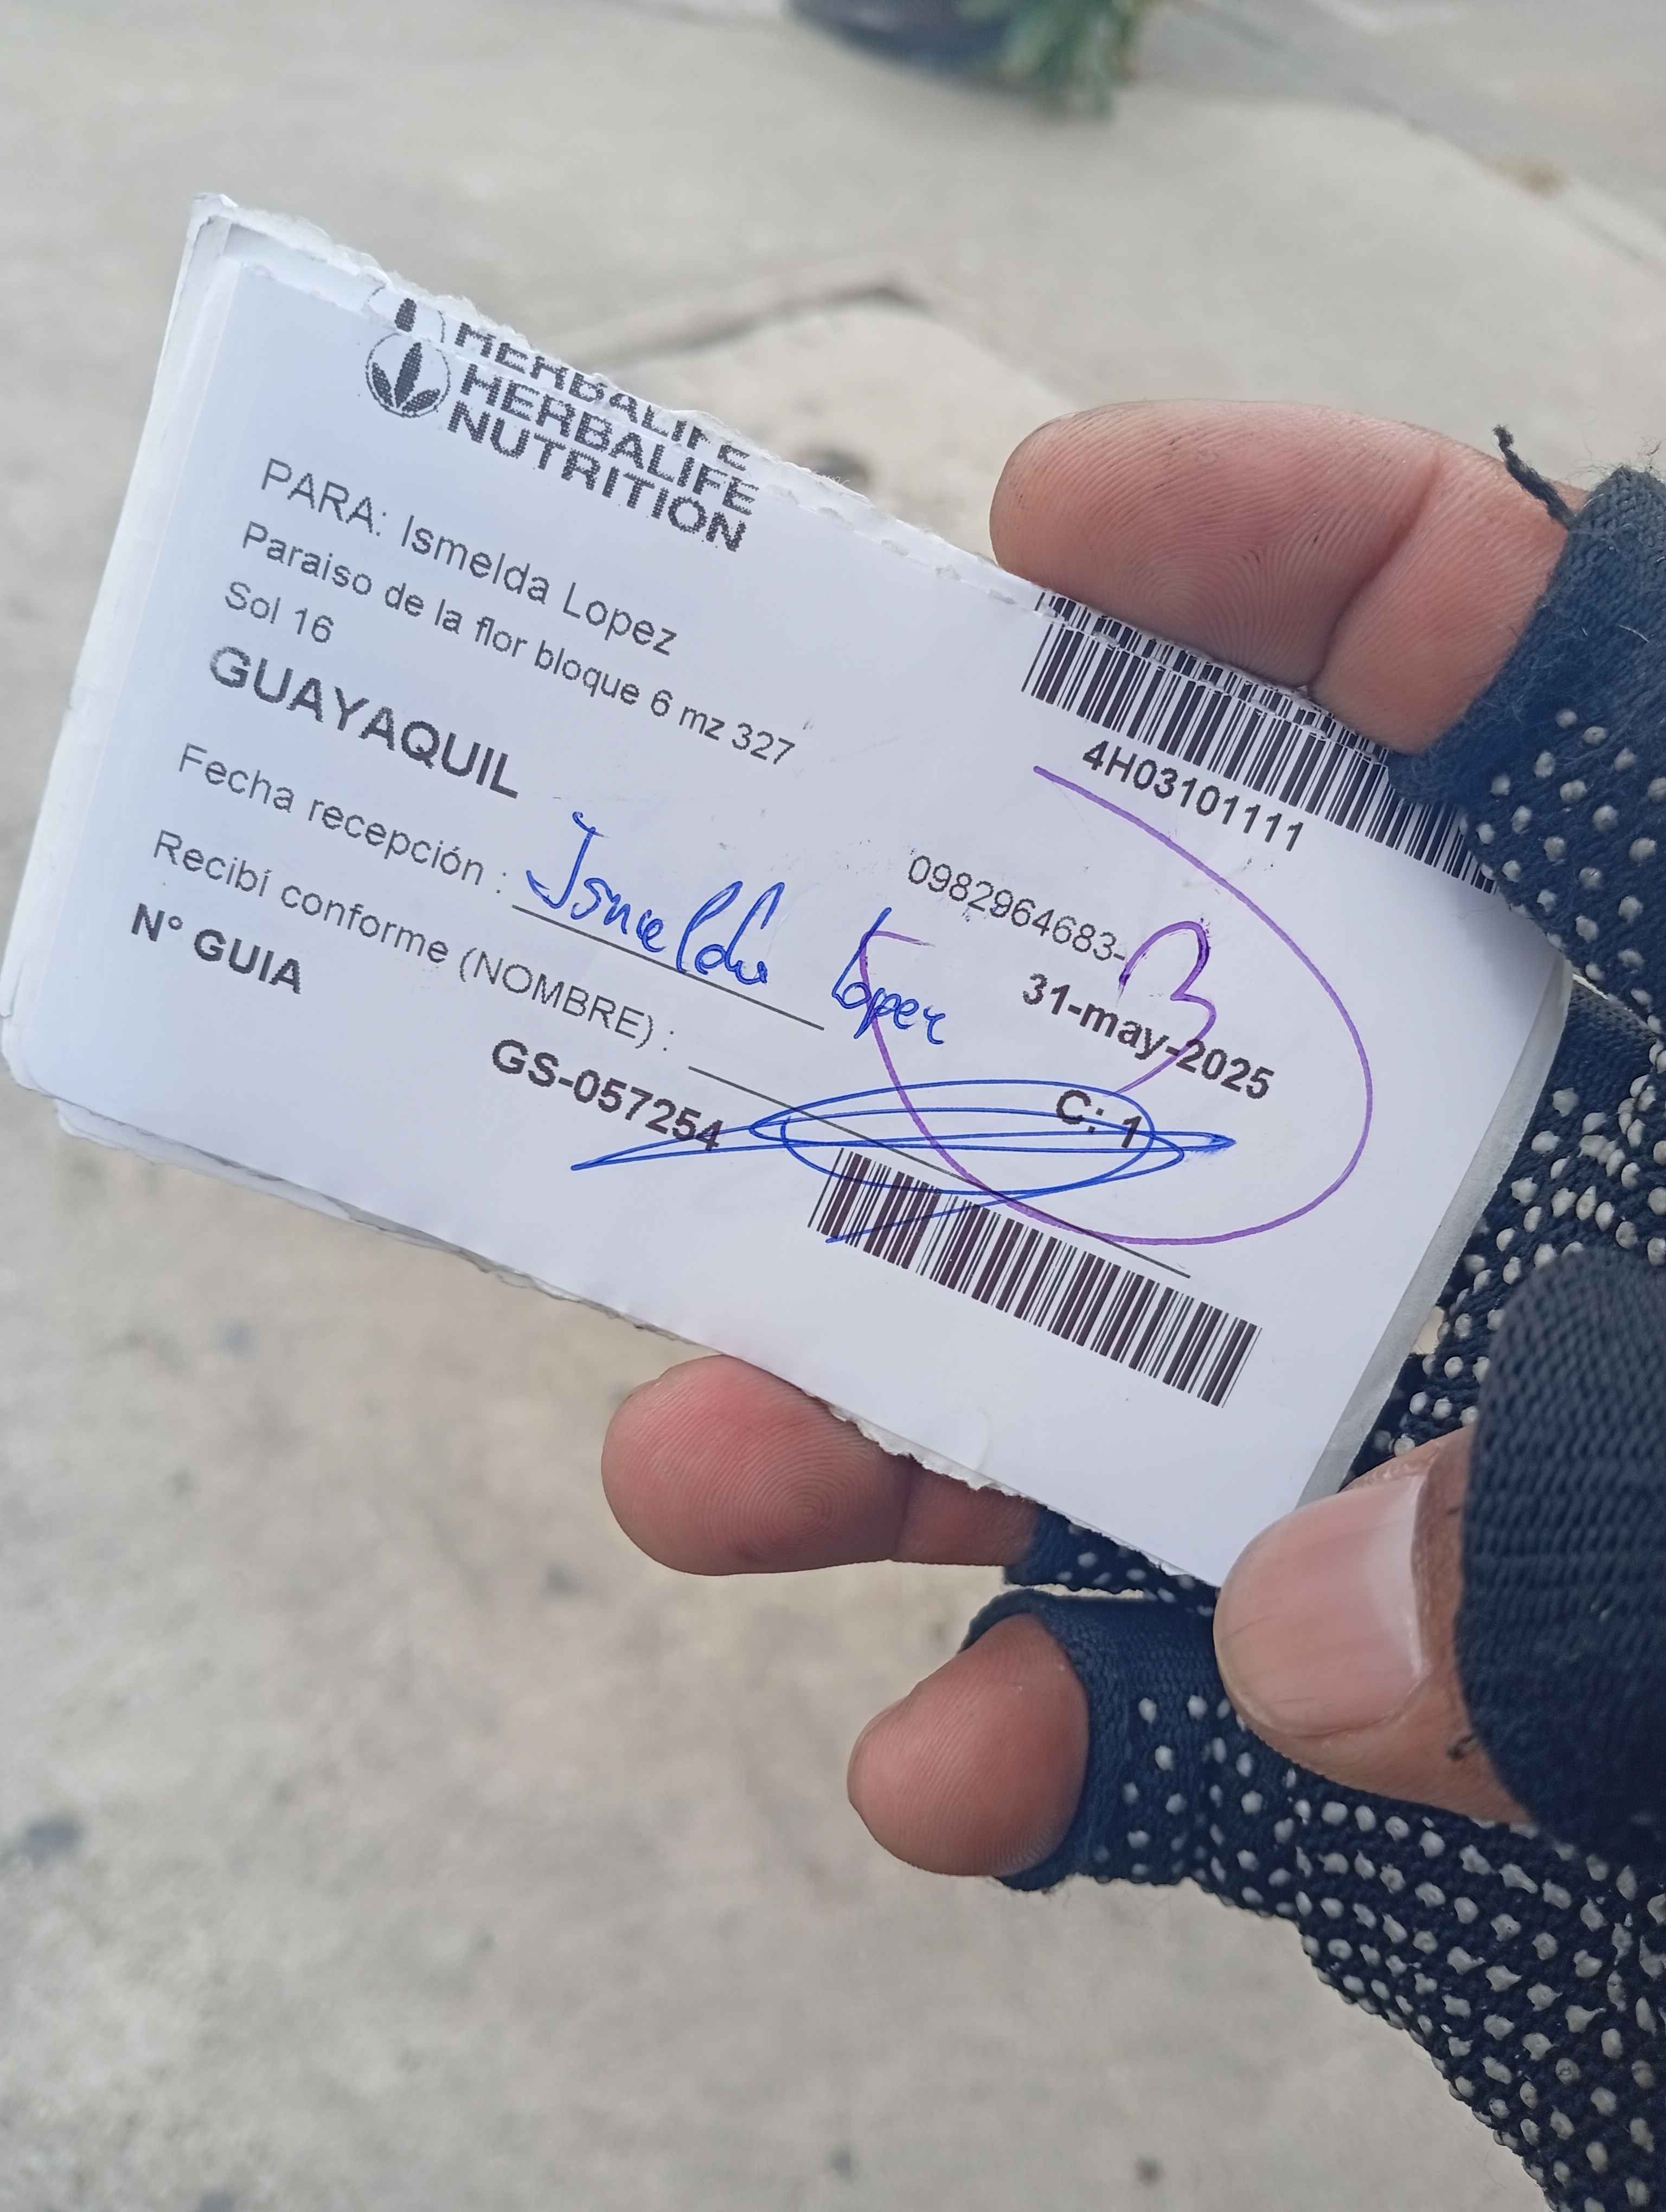 HERBALIFE
HERBALIFE
NUTRITION
PARA: Ismelda Lopez
Paraiso de la flor bloque 6 mz 327
Sol 16
GUAYAQUIL
4H03101111
0982964683-
31-may-2025
C: 1
3
Fecha recepción : Ismelda Lopez
Recibí conforme (NOMBRE) :
N° GUIA
GS-057254